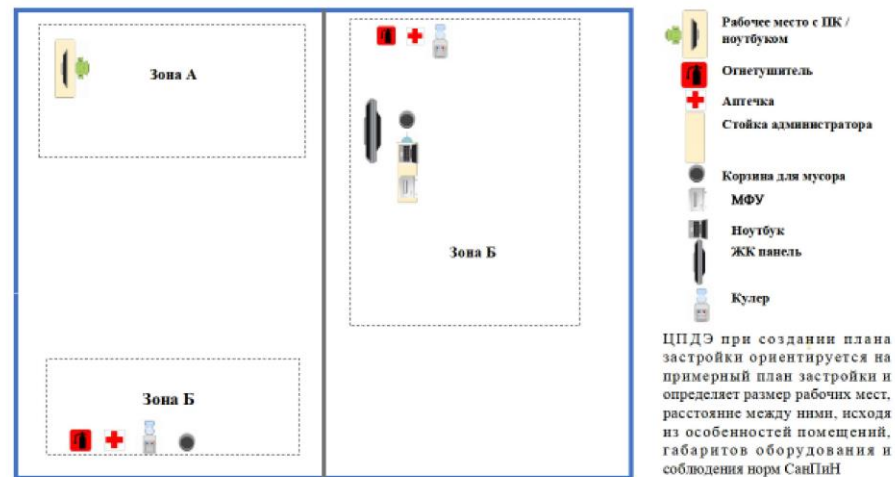 Зона А
Зона Б
Зона Б
Рабочее место с ПК /
ноутбуком
Огнетушитель
Аптечка
Стойка администратора
Корзина для мусора
МФУ
Ноутбук
ЖК панель
Кулер
ЦПДЭ при создании плана
застройки ориентируется на
примерный план застройки и
определяет размер рабочих мест,
расстояние между ними, исходя
из особенностей помещений,
габаритов оборудования и
соблюдения норм СанПиН